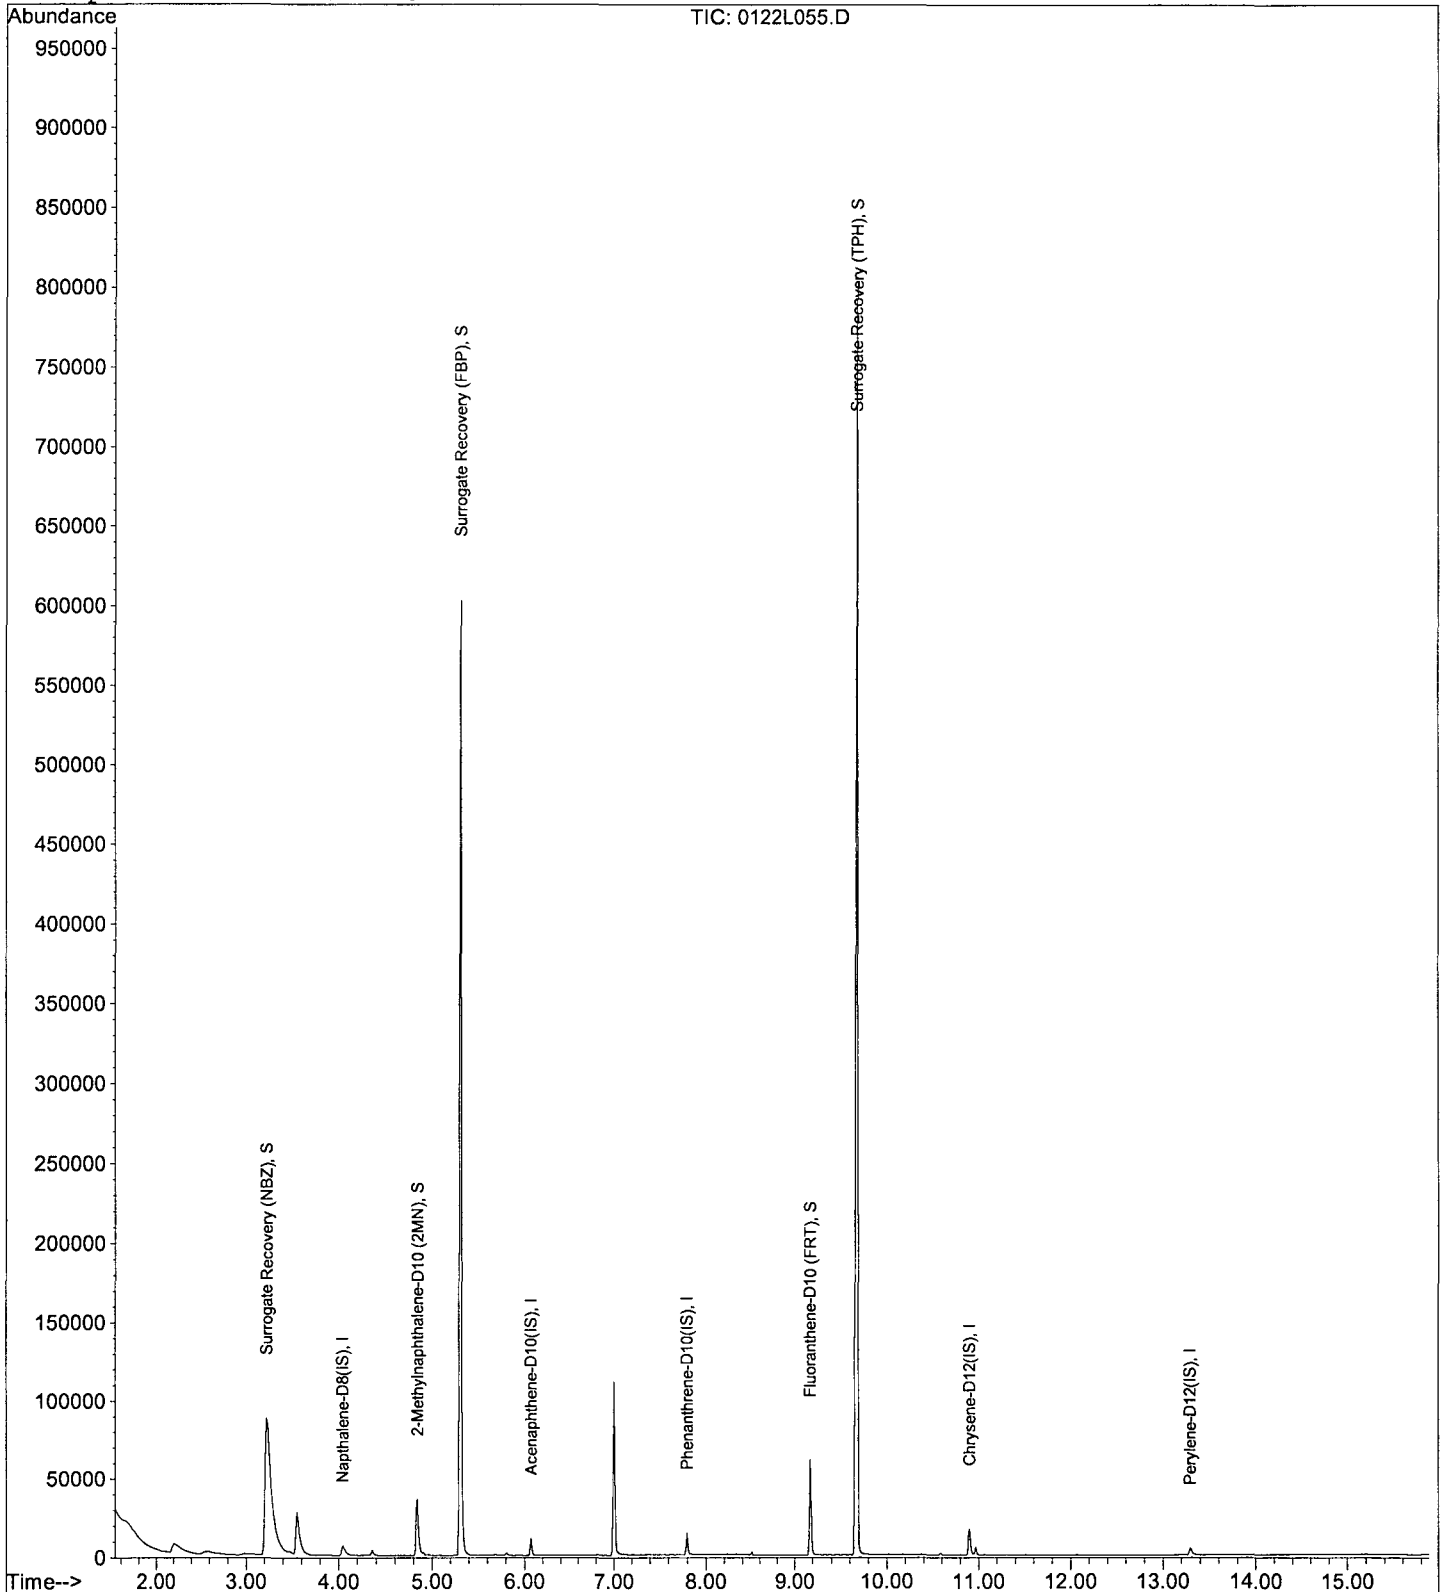 Abundance
TIC: 0122L055.D
950000
900000
850000
800000
750000
700000
650000
600000
550000
500000
450000
400000
350000
300000
250000
200000
150000
100000
50000
0
Surrogate Recovery (NBZ), S
Napthalene-D8(IS), I
2-Methylnaphthalene-D10 (2MN), S
Surrogate Recovery (FBP), S
Acenaphthene-D10(IS), I
Phenanthrene-D10(IS), I
Fluoranthene-D10 (FRT), S
Surrogate Recovery (TPH), S
Chrysene-D12(IS), I
Perylene-D12(IS), I
Time--> 2.00 3.00 4.00 5.00 6.00 7.00 8.00 9.00 10.00 11.00 12.00 13.00 14.00 15.00